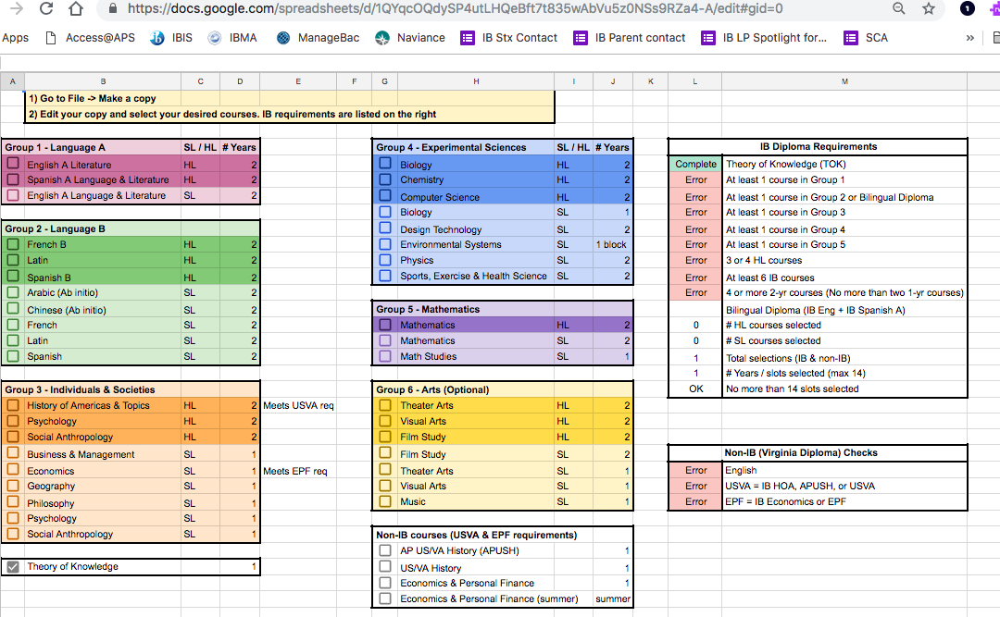 https://docs.google.com/spreadsheets/d/1QYqcOQdySP4utLHQeBft7t835wAbVu5z0NSs9RZa4-A/edit#gid=0
1
Apps Access@APS IBIS IBMA ManageBac Naviance IB Stx Contact IB Parent contact IB LP Spotlight for... SCA »
A B C D E F G H I J K L M
1) Go to File -> Make a copy
2) Edit your copy and select your desired courses. IB requirements are listed on the right
Group 1 - Language A SL / HL # Years
English A Literature HL 2
Spanish A Language & Literature HL 2
English A Language & Literature SL 2
Group 2 - Language B
French B HL 2
Latin HL 2
Spanish B HL 2
Arabic (Ab initio) SL 2
Chinese (Ab initio) SL 2
French SL 2
Latin SL 2
Spanish SL 2
Group 3 - Individuals & Societies
History of Americas & Topics HL 2 Meets USVA req
Psychology HL 2
Social Anthropology HL 2
Business & Management SL 1
Economics SL 1 Meets EPF req
Geography SL 1
Philosophy SL 1
Psychology SL 1
Social Anthropology SL 1
Theory of Knowledge 1
Group 4 - Experimental Sciences SL / HL # Years
Biology HL 2
Chemistry HL 2
Computer Science HL 2
Biology SL 1
Design Technology SL 2
Environmental Systems SL 1 block
Physics SL 2
Sports, Exercise & Health Science SL 2
Group 5 - Mathematics
Mathematics HL 2
Mathematics SL 2
Math Studies SL 1
Group 6 - Arts (Optional)
Theater Arts HL 2
Visual Arts HL 2
Film Study HL 2
Film Study SL 2
Theater Arts SL 1
Visual Arts SL 1
Music SL 1
Non-IB courses (USVA & EPF requirements)
AP US/VA History (APUSH) 1
US/VA History 1
Economics & Personal Finance 1
Economics & Personal Finance (summer) summer
IB Diploma Requirements
Complete Theory of Knowledge (TOK)
Error At least 1 course in Group 1
Error At least 1 course in Group 2 or Bilingual Diploma
Error At least 1 course in Group 3
Error At least 1 course in Group 4
Error At least 1 course in Group 5
Error 3 or 4 HL courses
Error At least 6 IB courses
Error 4 or more 2-yr courses (No more than two 1-yr courses)
Bilingual Diploma (IB Eng + IB Spanish A)
0 # HL courses selected
0 # SL courses selected
1 Total selections (IB & non-IB)
1 # Years / slots selected (max 14)
OK No more than 14 slots selected
Non-IB (Virginia Diploma) Checks
Error English
Error USVA = IB HOA, APUSH, or USVA
Error EPF = IB Economics or EPF